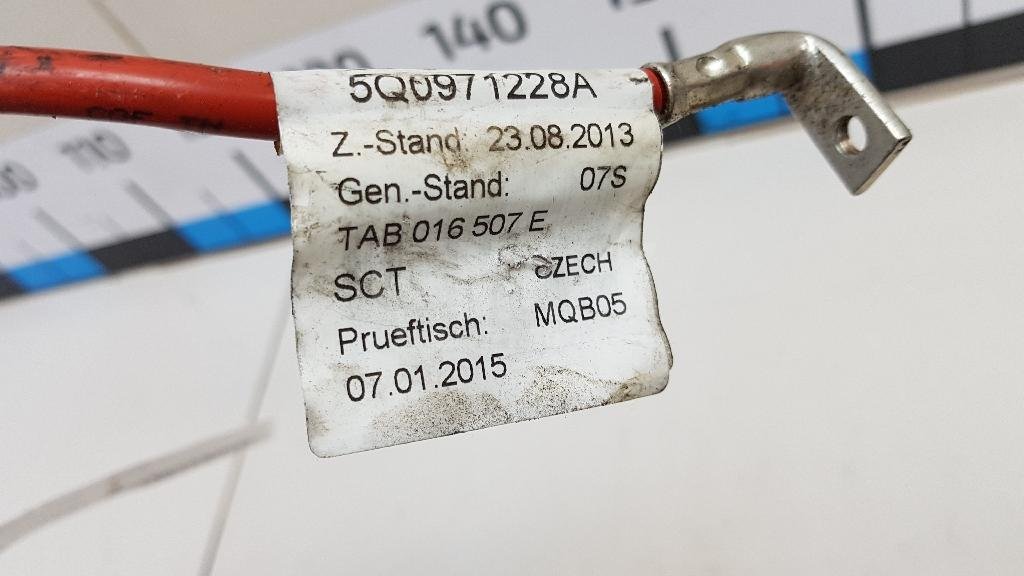 140
110
5Q0971228A
Z.-Stand: 23.08.2013
Gen.-Stand: 07S
TAB 016 507 E
SCT CZECH
Prueftisch: MQB05
07.01.2015